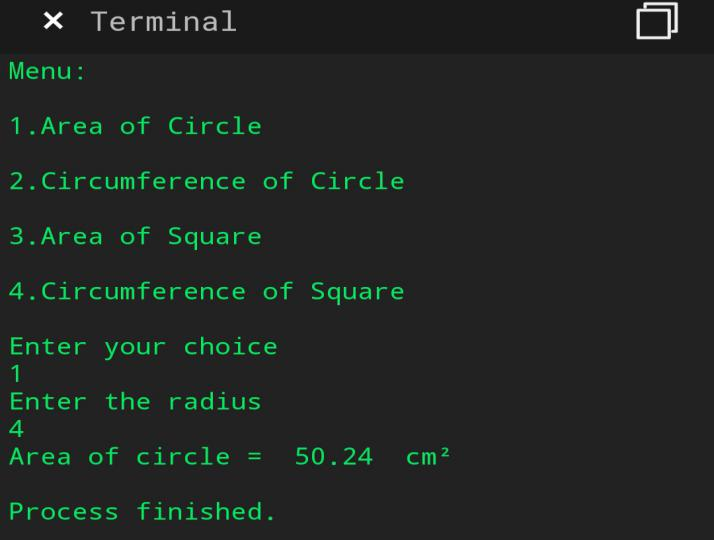 Terminal
Menu:
1.Area of Circle
2.Circumference of Circle
3.Area of Square
4.Circumference of Square
Enter your choice
1
Enter the radius
4
Area of circle =  50.24  cm²
Process finished.